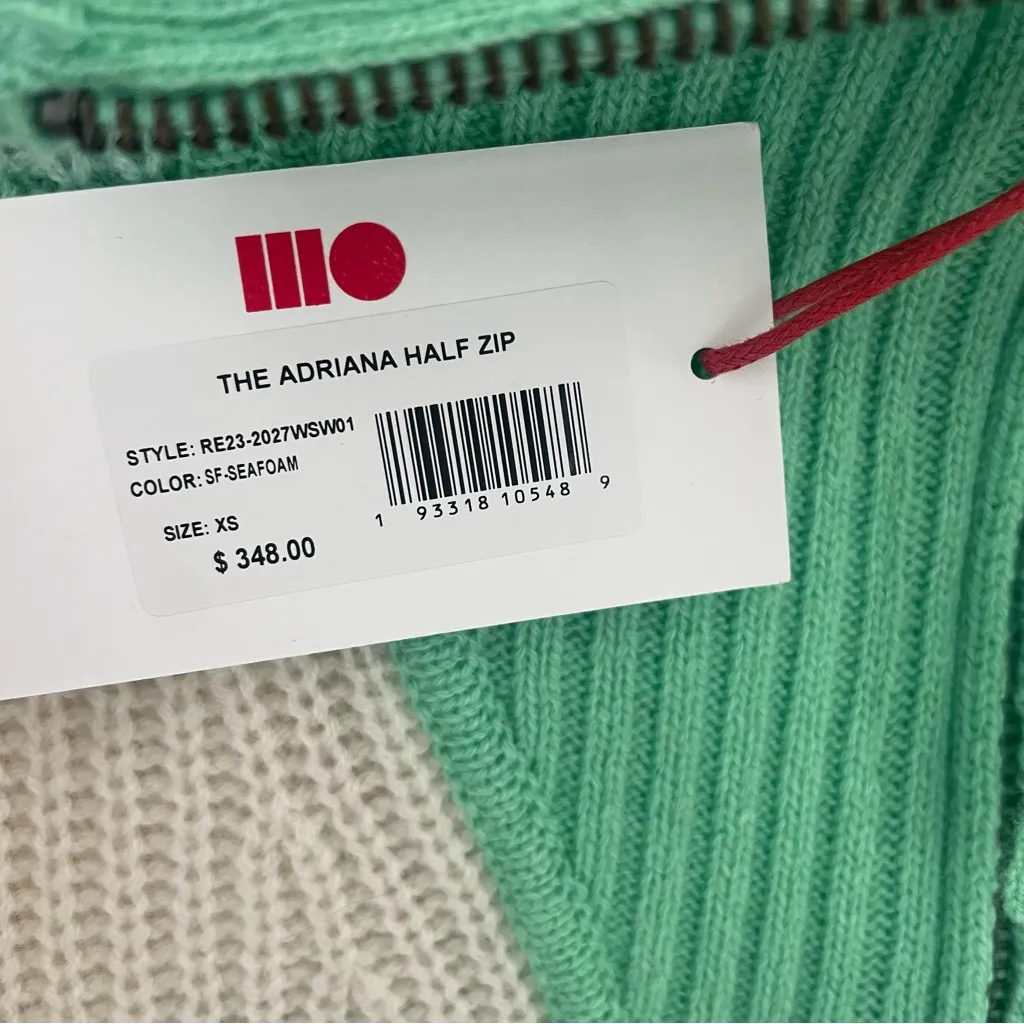 THE ADRIANA HALF ZIP
STYLE: RE23-2027WSW01
COLOR: SF-SEAFOAM
SIZE: XS
$ 348.00
1 93318 10548 9